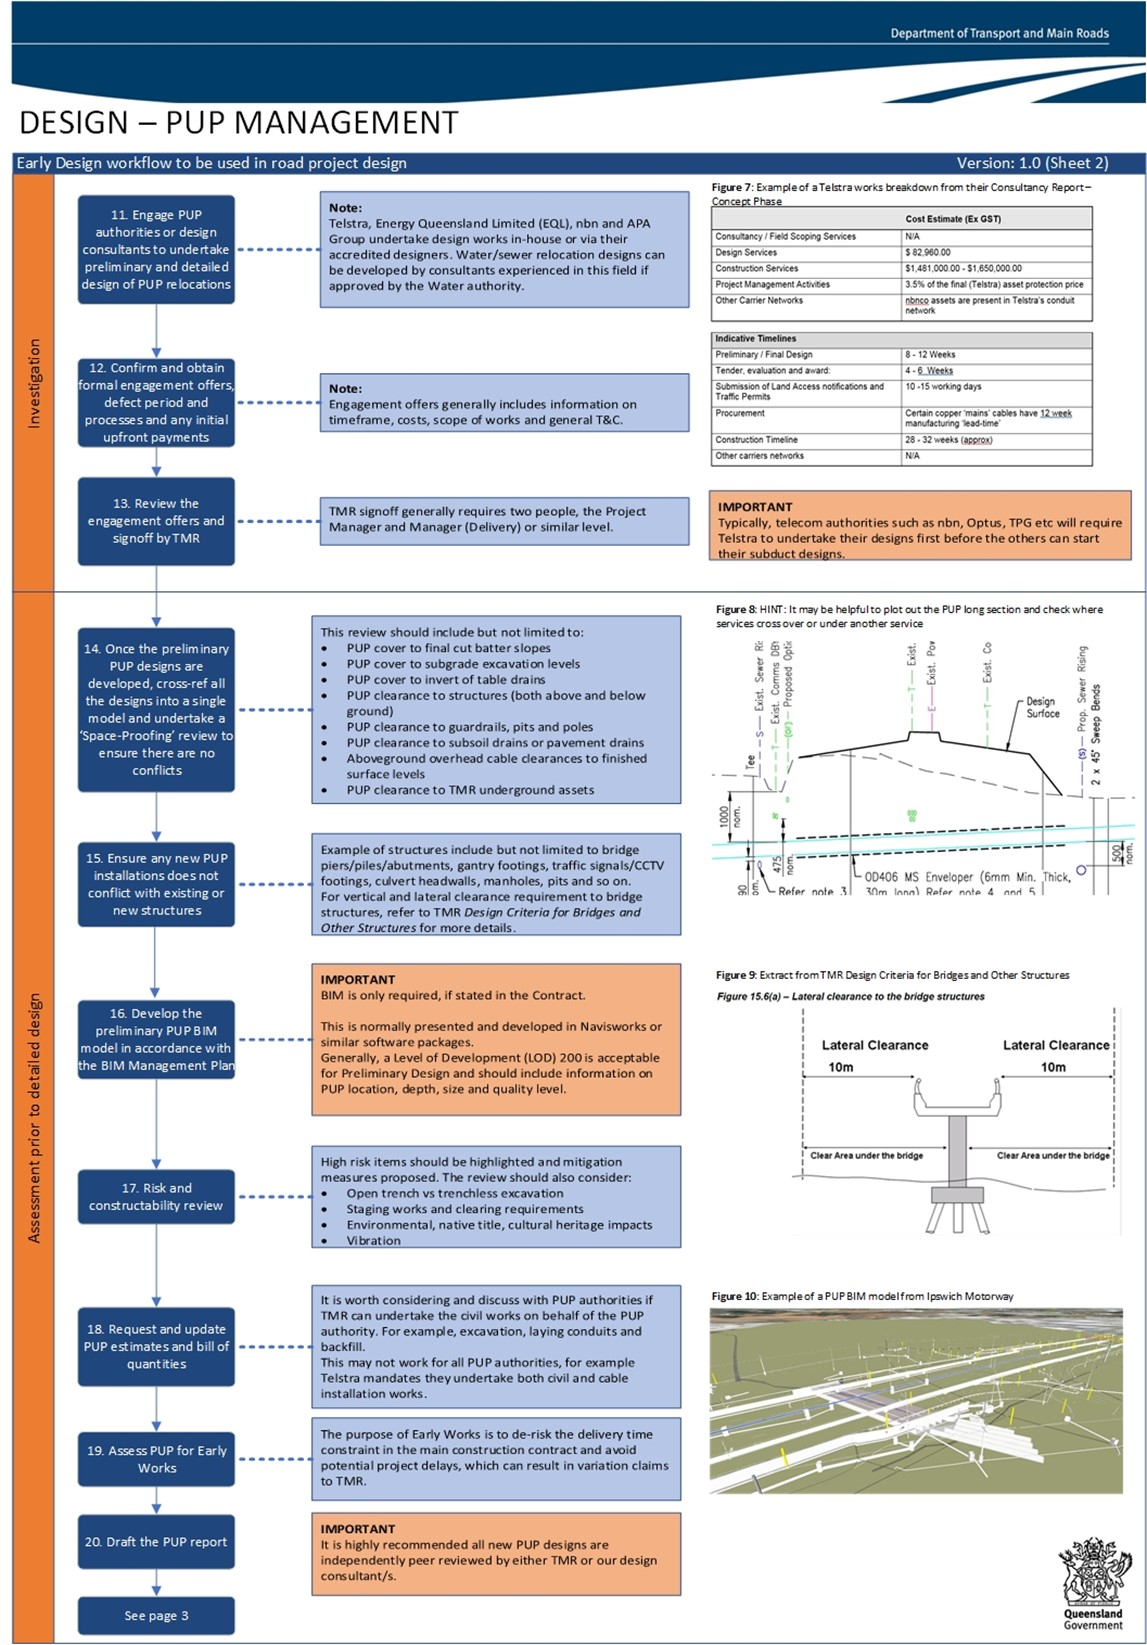 Department of Transport and Main Roads
DESIGN – PUP MANAGEMENT
Early Design workflow to be used in road project design
Version: 1.0 (Sheet 2)
Investigation
11. Engage PUP
authorities or design
consultants to undertake
preliminary and detailed
design of PUP relocations
Note:
Telstra, Energy Queensland Limited (EQL), nbn and APA
Group undertake design works in-house or via their
accredited designers. Water/sewer relocation designs can
be developed by consultants experienced in this field if
approved by the Water authority.
12. Confirm and obtain
formal engagement offers,
defect period and
processes and any initial
upfront payments
Note:
Engagement offers generally includes information on
timeframe, costs, scope of works and general T&C.
13. Review the
engagement offers and
signoff by TMR
TMR signoff generally requires two people, the Project
Manager and Manager (Delivery) or similar level.
Figure 7: Example of a Telstra works breakdown from their Consultancy Report –
Concept Phase
Cost Estimate (Ex GST)
Consultancy / Field Scoping Services N/A
Design Services $ 82,960.00
Construction Services $1,481,000.00 - $1,650,000.00
Project Management Activities 3.5% of the final (Telstra) asset protection price
Other Carrier Networks nbnco assets are present in Telstra's conduit
network
Indicative Timelines
Preliminary / Final Design 8 - 12 Weeks
Tender, evaluation and award: 4 - 6 Weeks
Submission of Land Access notifications and 10 -15 working days
Traffic Permits
Procurement Certain copper 'mains' cables have 12 week
manufacturing 'lead-time'
Construction Timeline 28 - 32 weeks (approx)
Other carriers networks N/A
IMPORTANT
Typically, telecom authorities such as nbn, Optus, TPG etc will require
Telstra to undertake their designs first before the others can start
their subduct designs.
Assessment prior to detailed design
14. Once the preliminary
PUP designs are
developed, cross-ref all
the designs into a single
model and undertake a
'Space-Proofing' review to
ensure there are no
conflicts
This review should include but not limited to:
• PUP cover to final cut batter slopes
• PUP cover to subgrade excavation levels
• PUP cover to invert of table drains
• PUP clearance to structures (both above and below
ground)
• PUP clearance to guardrails, pits and poles
• PUP clearance to subsoil drains or pavement drains
• Aboveground overhead cable clearances to finished
surface levels
• PUP clearance to TMR underground assets
15. Ensure any new PUP
installations does not
conflict with existing or
new structures
Example of structures include but not limited to bridge
piers/piles/abutments, gantry footings, traffic signals/CCTV
footings, culvert headwalls, manholes, pits and so on.
For vertical and lateral clearance requirement to bridge
structures, refer to TMR Design Criteria for Bridges and
Other Structures for more details.
16. Develop the
preliminary PUP BIM
model in accordance with
the BIM Management Plan
IMPORTANT
BIM is only required, if stated in the Contract.
This is normally presented and developed in Navisworks or
similar software packages.
Generally, a Level of Development (LOD) 200 is acceptable
for Preliminary Design and should include information on
PUP location, depth, size and quality level.
17. Risk and
constructability review
High risk items should be highlighted and mitigation
measures proposed. The review should also consider:
• Open trench vs trenchless excavation
• Staging works and clearing requirements
• Environmental, native title, cultural heritage impacts
• Vibration
18. Request and update
PUP estimates and bill of
quantities
It is worth considering and discuss with PUP authorities if
TMR can undertake the civil works on behalf of the PUP
authority. For example, excavation, laying conduits and
backfill.
This may not work for all PUP authorities, for example
Telstra mandates they undertake both civil and cable
installation works.
19. Assess PUP for Early
Works
The purpose of Early Works is to de-risk the delivery time
constraint in the main construction contract and avoid
potential project delays, which can result in variation claims
to TMR.
20. Draft the PUP report
IMPORTANT
It is highly recommended all new PUP designs are
independently peer reviewed by either TMR or our design
consultant/s.
See page 3
Figure 8: HINT: It may be helpful to plot out the PUP long section and check where
services cross over or under another service
Tee
S Exist. Sewer
T Exist. Comms
(OF) Proposed
T Exist.
E Exist.
T Exist.
Design
Surface
(S) Prop. Sewer Rising
2 x 45° Sweep Bends
1000
nom.
475
nom.
500
nom.
90
OD406 MS Enveloper (6mm Min. Thick,
30m long) Refer note 4 and 5
Refer note 3
Figure 9: Extract from TMR Design Criteria for Bridges and Other Structures
Figure 15.6(a) – Lateral clearance to the bridge structures
Lateral Clearance
10m
Lateral Clearance
10m
Clear Area under the bridge
Clear Area under the bridge
Figure 10: Example of a PUP BIM model from Ipswich Motorway
Queensland
Government